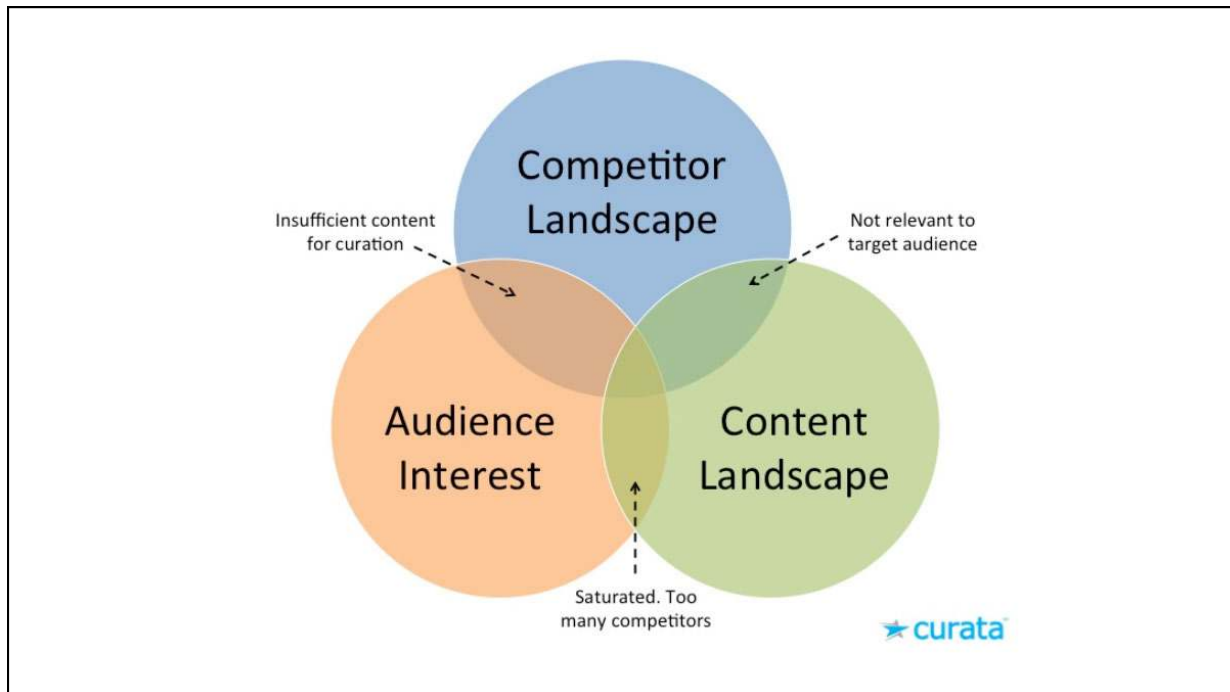 Competitor
Landscape
Insufficient content
for curation
Not relevant to
target audience
Audience
Interest
Content
Landscape
Saturated. Too
many competitors
curata